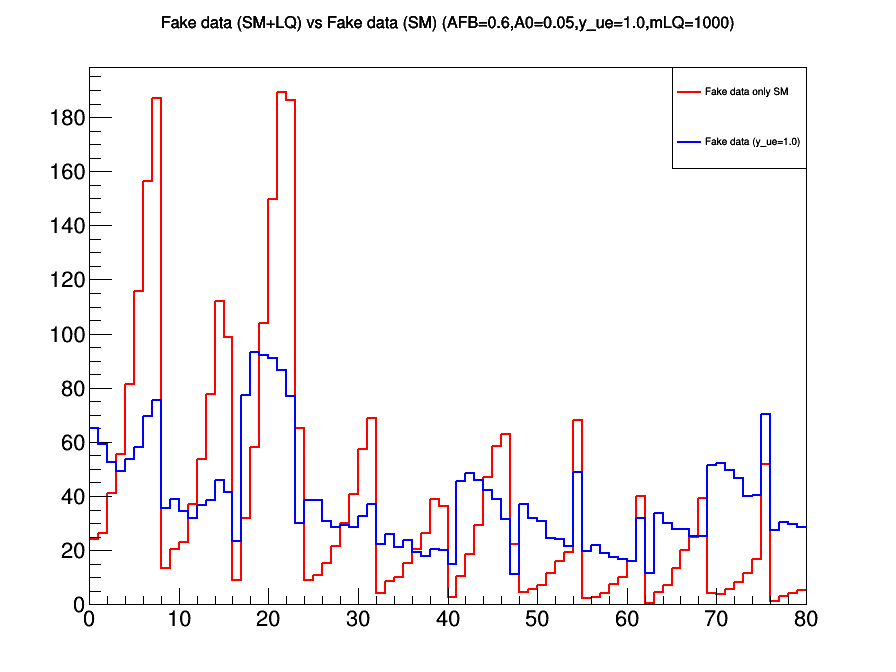 Fake data (SM+LQ) vs Fake data (SM) (AFB=0.6,A0=0.05,y_ue=1.0,mLQ=1000)
Fake data only SM
Fake data (y_ue=1.0)
180
160
140
120
100
80
60
40
20
0
0 10 20 30 40 50 60 70 80